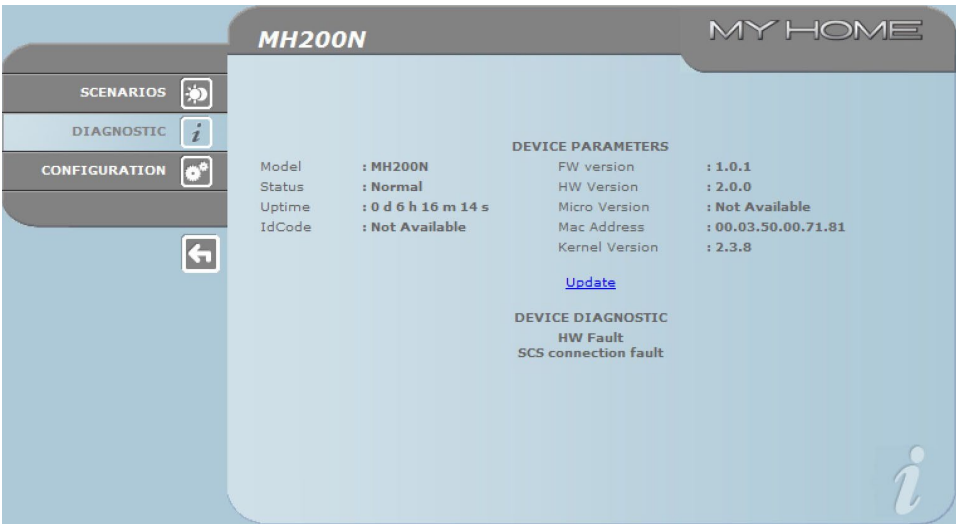 MH200N
MY HOME
SCENARIOS
DIAGNOSTIC
CONFIGURATION
DEVICE PARAMETERS
Model : MH200N FW version : 1.0.1
Status : Normal HW Version : 2.0.0
Uptime : 0 d 6 h 16 m 14 s Micro Version : Not Available
IdCode : Not Available Mac Address : 00.03.50.00.71.81
Kernel Version : 2.3.8
Update
DEVICE DIAGNOSTIC
HW Fault
SCS connection fault